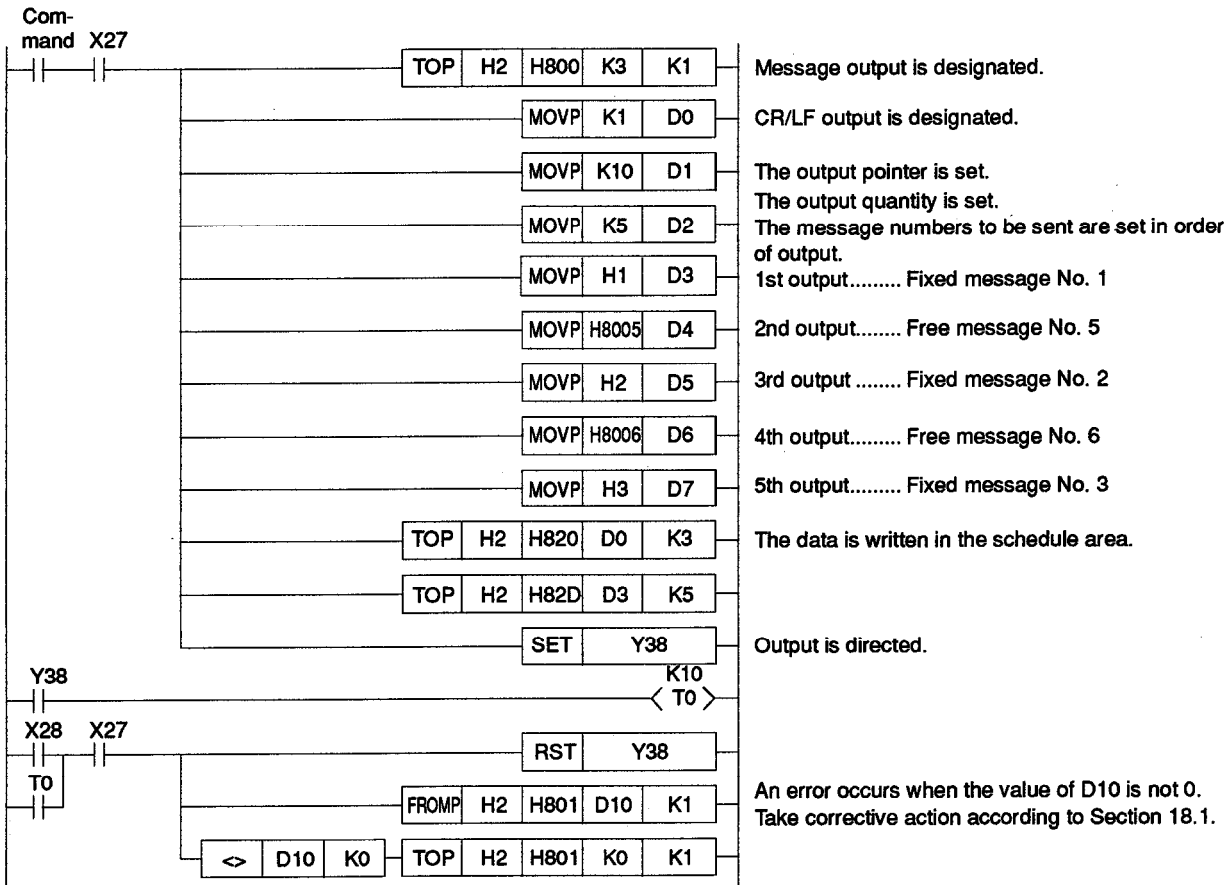 Com-
mand X27
TOP H2 H800 K3 K1 Message output is designated.
MOVP K1 D0 CR/LF output is designated.
MOVP K10 D1 The output pointer is set.
The output quantity is set.
MOVP K5 D2 The message numbers to be sent are set in order
of output.
MOVP H1 D3 1st output......... Fixed message No. 1
MOVP H8005 D4 2nd output........ Free message No. 5
MOVP H2 D5 3rd output ........ Fixed message No. 2
MOVP H8006 D6 4th output......... Free message No. 6
MOVP H3 D7 5th output......... Fixed message No. 3
TOP H2 H820 D0 K3 The data is written in the schedule area.
TOP H2 H82D D3 K5
SET Y38 Output is directed.
Y38 K10
T0
X28 X27
RST Y38
T0
FROMP H2 H801 D10 K1 An error occurs when the value of D10 is not 0.
Take corrective action according to Section 18.1.
<> D10 K0 TOP H2 H801 K0 K1